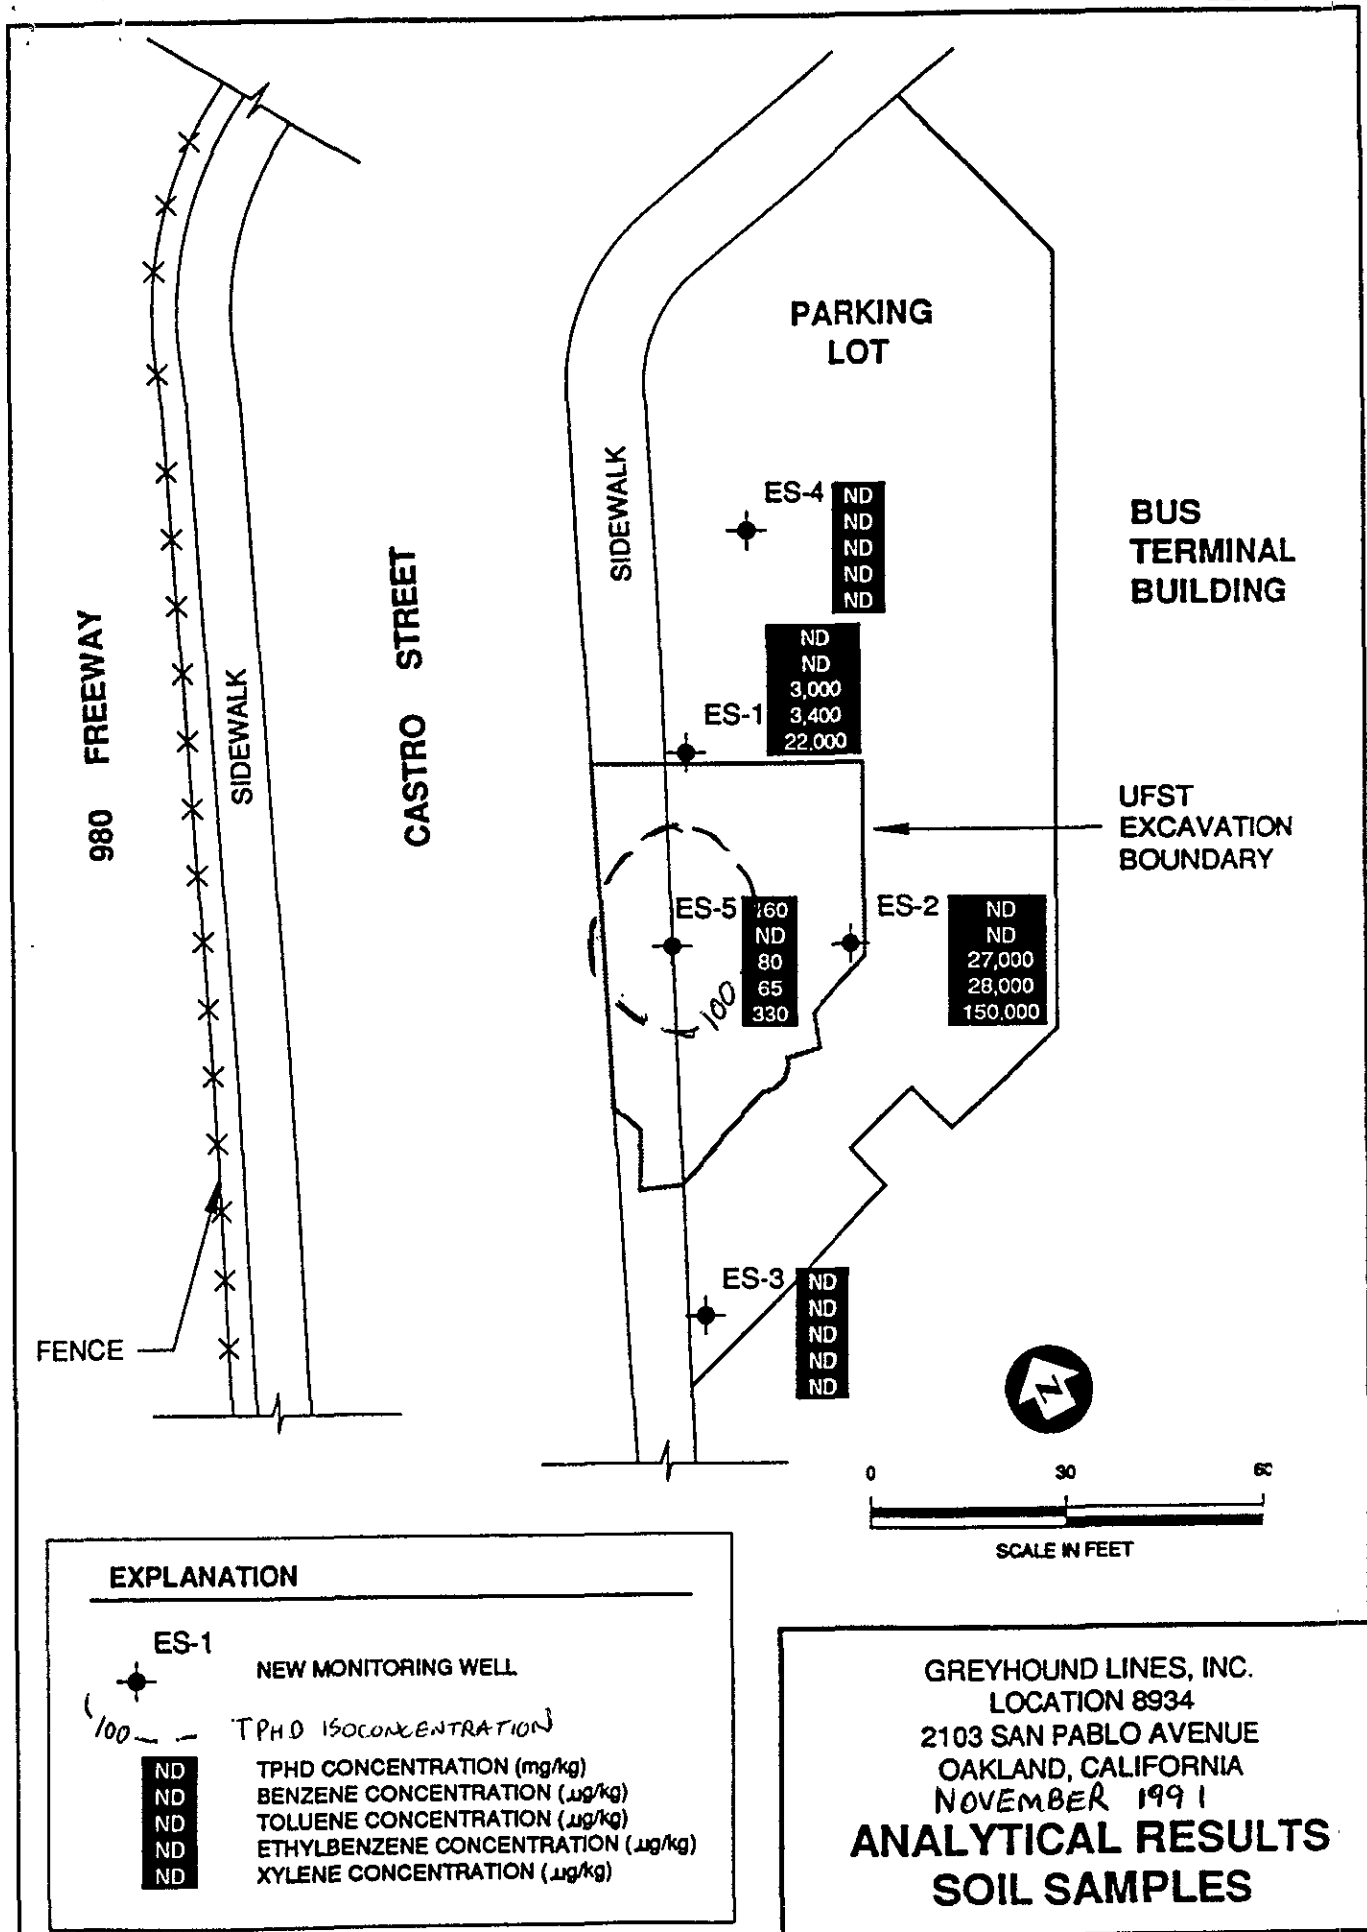 PARKING
LOT
ES-4
ND
ND
ND
ND
ND
BUS
TERMINAL
BUILDING
SIDEWALK
980 FREEWAY
SIDEWALK
CASTRO STREET
ND
ND
3,000
3,400
22,000
ES-1
UFST
EXCAVATION
BOUNDARY
ES-5
160
ND
80
65
330
100
ES-2
ND
ND
27,000
28,000
150,000
ES-3
ND
ND
ND
ND
ND
FENCE
N
0 30 60
SCALE IN FEET
EXPLANATION
ES-1
NEW MONITORING WELL
100 TPHD ISOCONCENTRATION
ND TPHD CONCENTRATION (mg/kg)
ND BENZENE CONCENTRATION (µg/kg)
ND TOLUENE CONCENTRATION (µg/kg)
ND ETHYLBENZENE CONCENTRATION (µg/kg)
ND XYLENE CONCENTRATION (µg/kg)
GREYHOUND LINES, INC.
LOCATION 8934
2103 SAN PABLO AVENUE
OAKLAND, CALIFORNIA
NOVEMBER 1991
ANALYTICAL RESULTS
SOIL SAMPLES